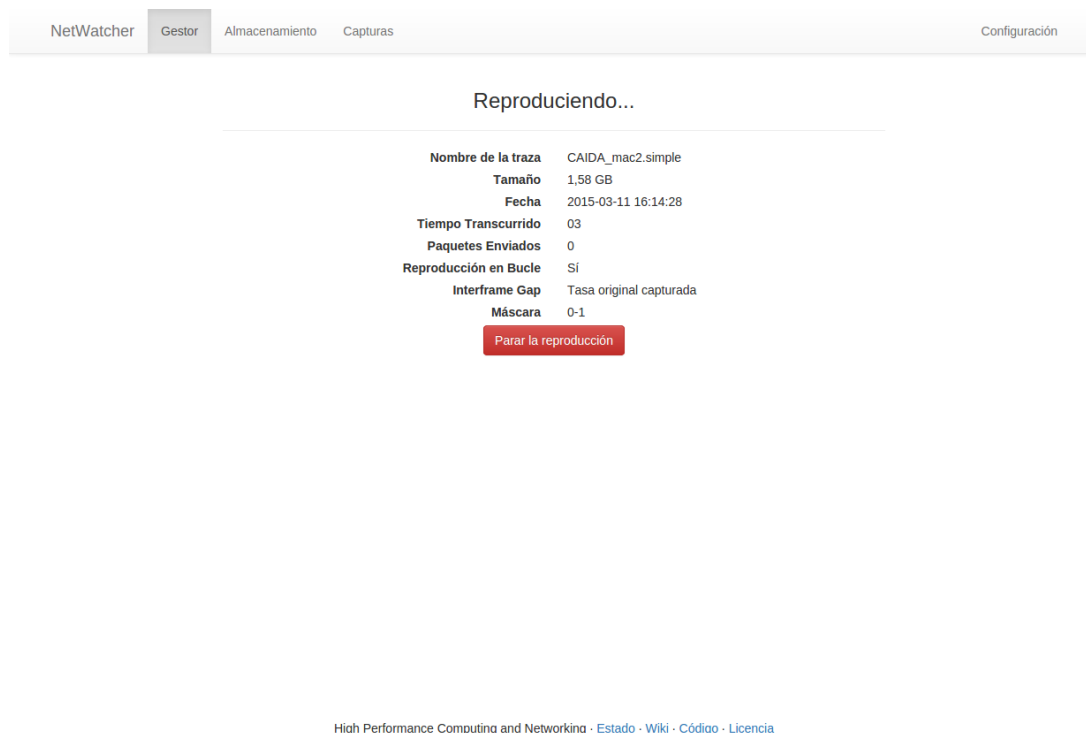 NetWatcher Gestor Almacenamiento Capturas Configuración
Reproduciendo...
Nombre de la traza CAIDA_mac2.simple
Tamaño 1,58 GB
Fecha 2015-03-11 16:14:28
Tiempo Transcurrido 03
Paquetes Enviados 0
Reproducción en Bucle Sí
Interframe Gap Tasa original capturada
Máscara 0-1
Parar la reproducción
High Performance Computing and Networking · Estado · Wiki · Código · Licencia